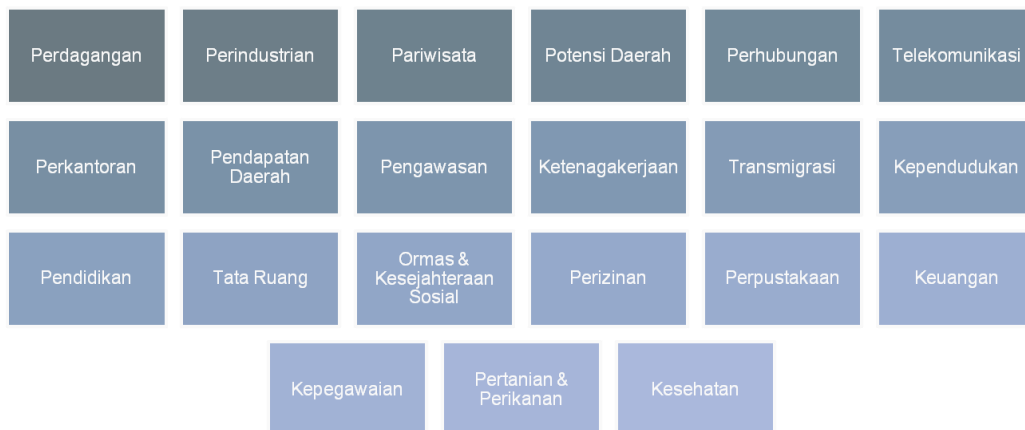 Perdagangan
Perindustrian
Pariwisata
Potensi Daerah
Perhubungan
Telekomunikasi
Perkantoran
Pendapatan
Daerah
Pengawasan
Ketenagakerjaan
Transmigrasi
Kependudukan
Pendidikan
Tata Ruang
Ormas &
Kesejahteraan
Sosial
Perizinan
Perpustakaan
Keuangan
Kepegawaian
Pertanian &
Perikanan
Kesehatan